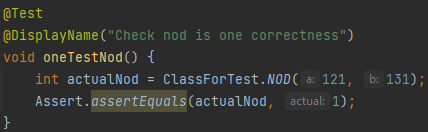 @Test
@DisplayName("Check nod is one correctness")
void oneTestNod() {
    int actualNod = ClassForTest.NOD( a: 121, b: 131);
    Assert.assertEquals(actualNod, actual: 1);
}